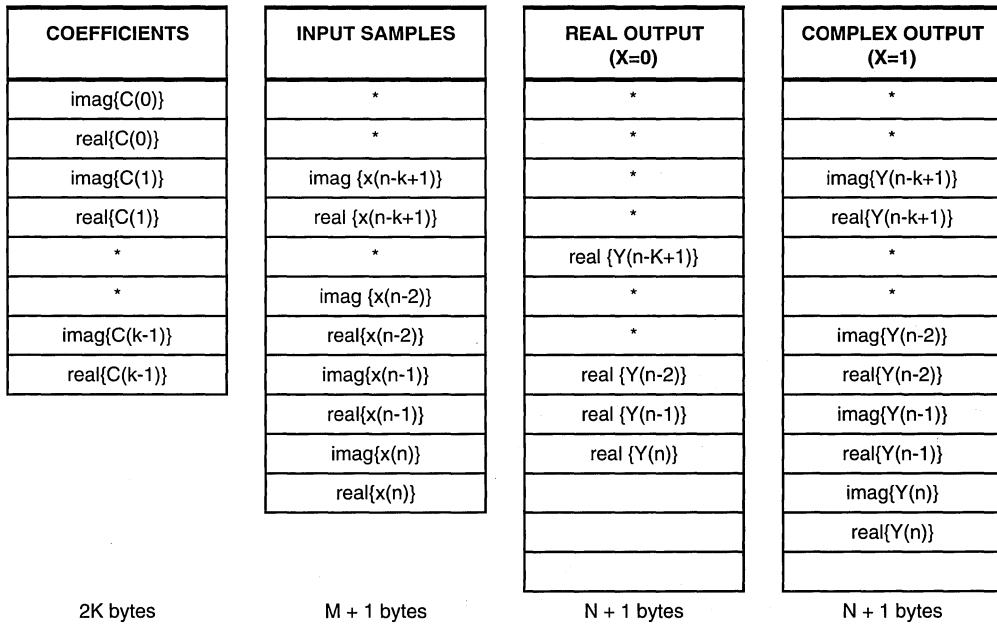 COEFFICIENTS
imag{C(0)}
real{C(0)}
imag{C(1)}
real{C(1)}
*
*
imag{C(k-1)}
real{C(k-1)}
2K bytes
INPUT SAMPLES
*
*
imag {x(n-k+1)}
real {x(n-k+1)}
*
imag {x(n-2)}
real{x(n-2)}
imag{x(n-1)}
real{x(n-1)}
imag{x(n)}
real{x(n)}
M + 1 bytes
REAL OUTPUT
(X=0)
*
*
*
*
real {Y(n-K+1)}
*
*
real {Y(n-2)}
real {Y(n-1)}
real {Y(n)}
N + 1 bytes
COMPLEX OUTPUT
(X=1)
*
*
imag{Y(n-k+1)}
real{Y(n-k+1)}
*
*
imag{Y(n-2)}
real{Y(n-2)}
imag{Y(n-1)}
real{Y(n-1)}
imag{Y(n)}
real{Y(n)}
N + 1 bytes